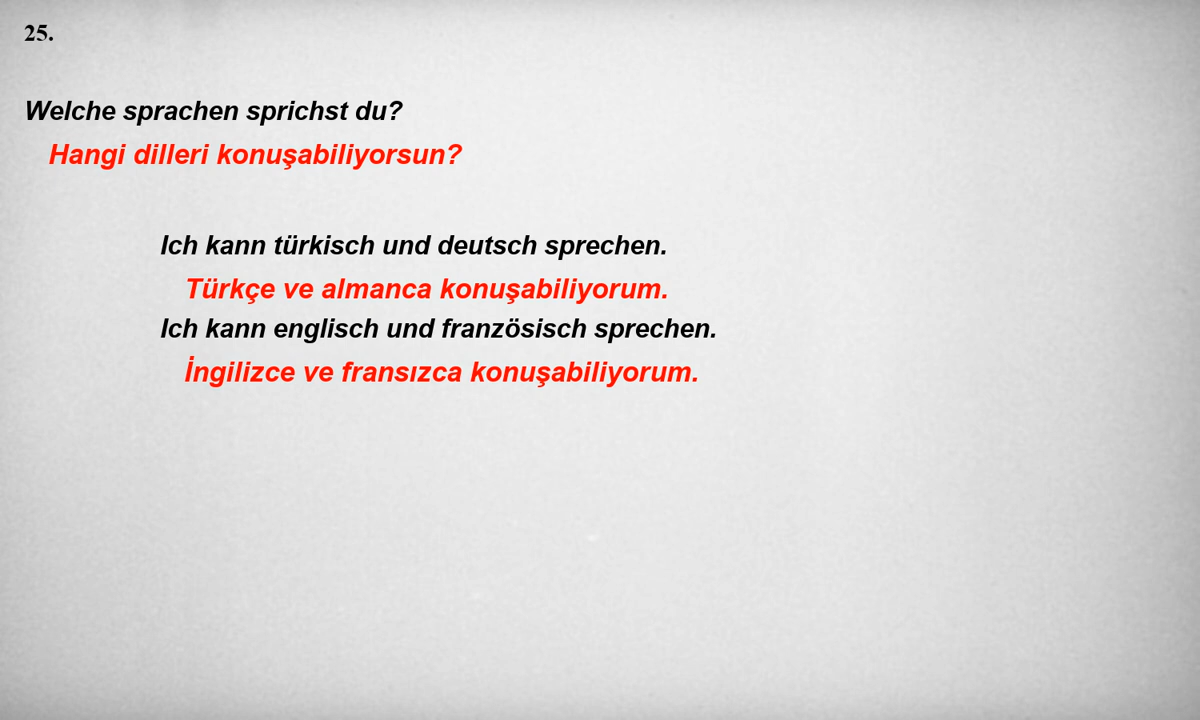 25.
Welche sprachen sprichst du?
Hangi dilleri konuşabiliyorsun?
Ich kann türkisch und deutsch sprechen.
Türkçe ve almanca konuşabiliyorum.
Ich kann englisch und französisch sprechen.
İngilizce ve fransızca konuşabiliyorum.